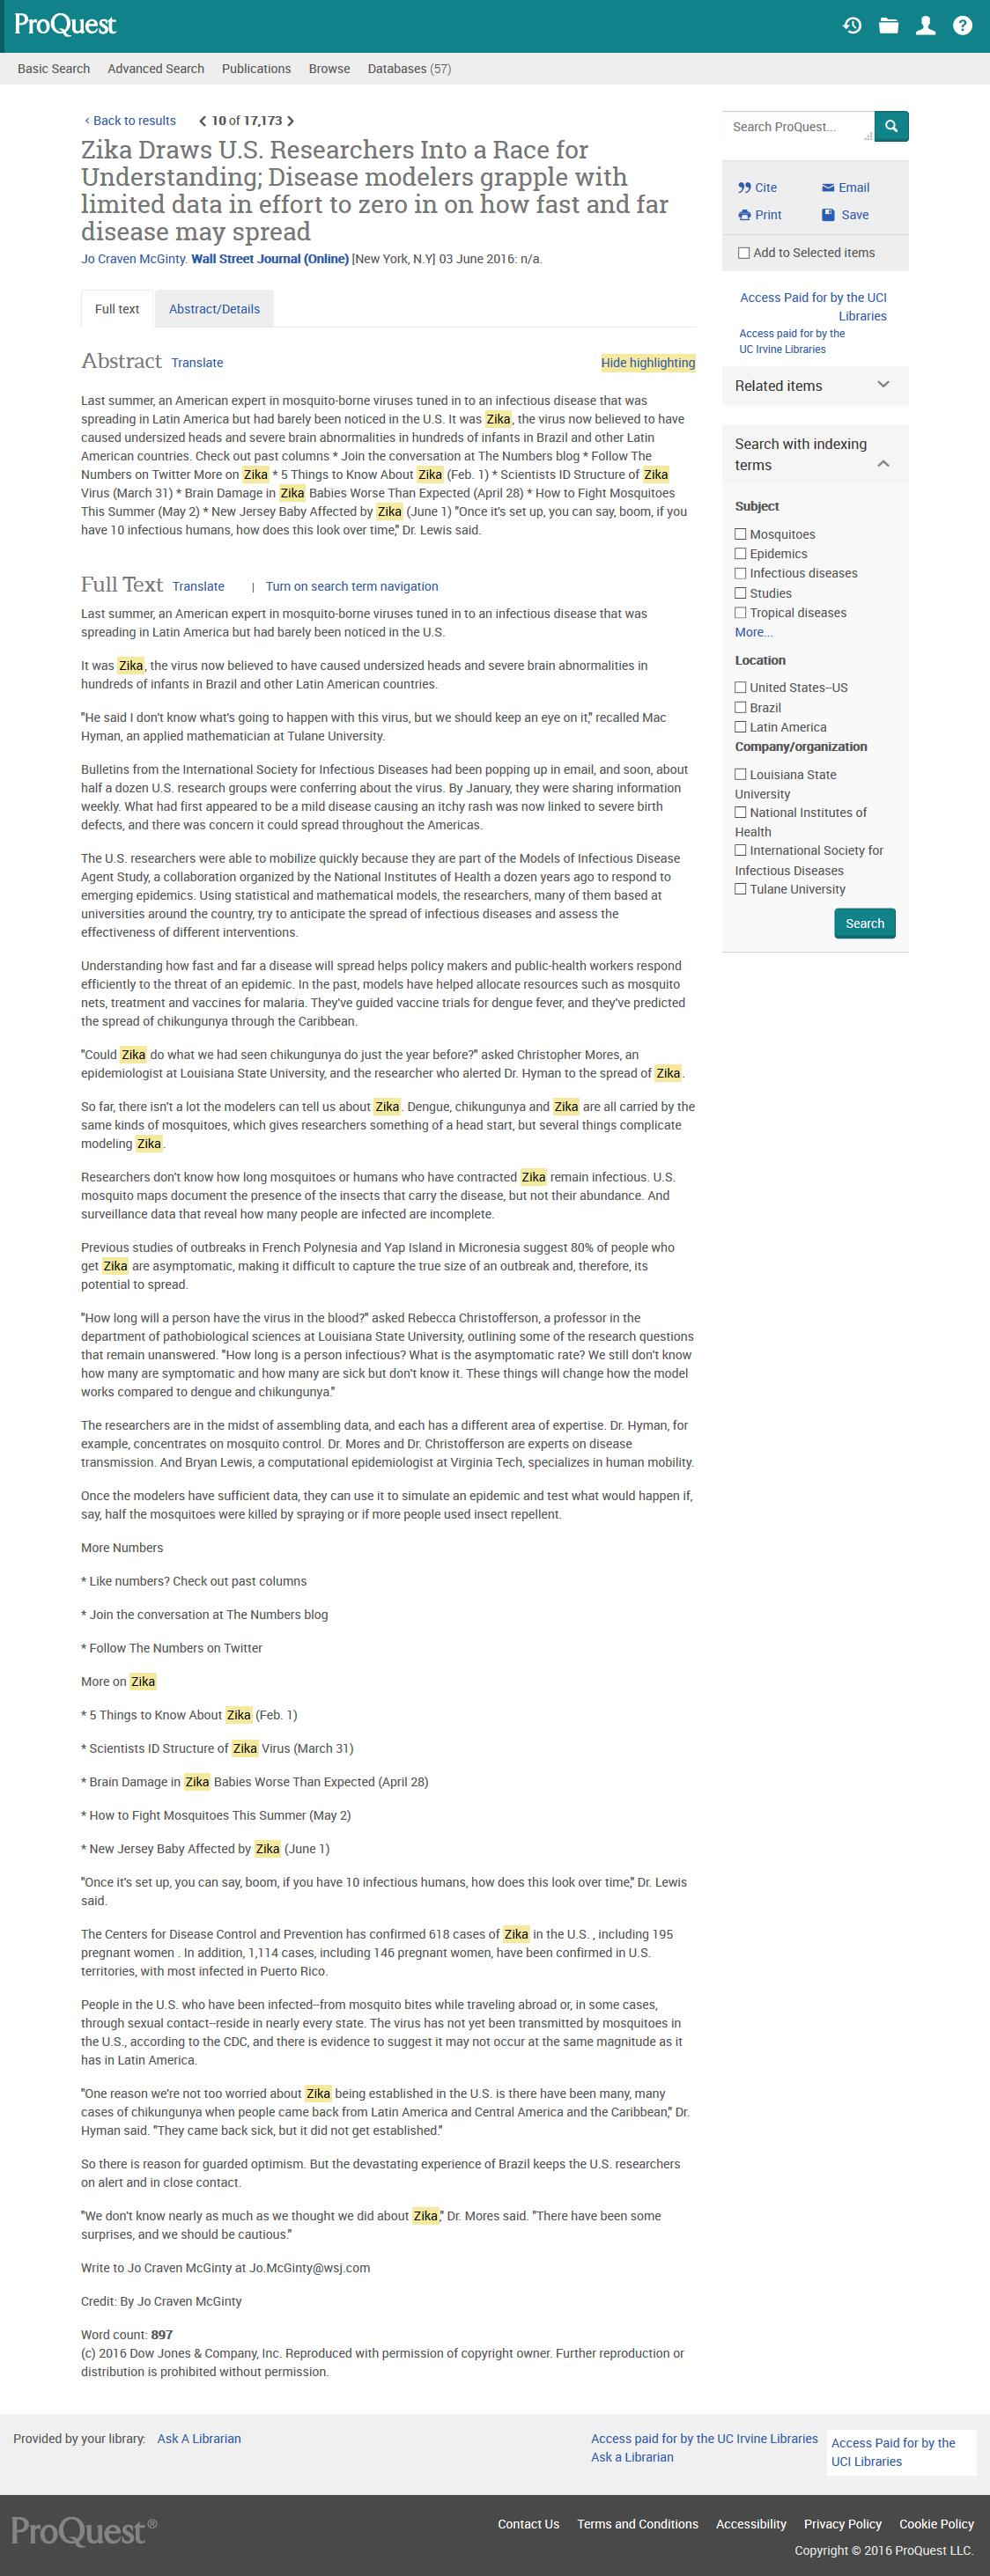 ProQuest
Basic Search Advanced Search Publications Browse Databases (57)
Back to results 10 of 17,173
Zika Draws U.S. Researchers Into a Race for
Understanding; Disease modelers grapple with
limited data in effort to zero in on how fast and far
disease may spread
Jo Craven McGinty. Wall Street Journal (Online) [New York, N.Y] 03 June 2016: n/a.
Full text Abstract/Details
Abstract Translate Hide highlighting
Last summer, an American expert in mosquito-borne viruses tuned in to an infectious disease that was
spreading in Latin America but had barely been noticed in the U.S. It was Zika, the virus now believed to have
caused undersized heads and severe brain abnormalities in hundreds of infants in Brazil and other Latin
American countries. Check out past columns * Join the conversation at The Numbers blog * Follow The
Numbers on Twitter More on Zika * 5 Things to Know About Zika (Feb. 1) * Scientists ID Structure of Zika
Virus (March 31) * Brain Damage in Zika Babies Worse Than Expected (April 28) * How to Fight Mosquitoes
This Summer (May 2) * New Jersey Baby Affected by Zika (June 1) "Once it's set up, you can say, boom, if you
have 10 infectious humans, how does this look over time," Dr. Lewis said.
Full Text Translate | Turn on search term navigation
Last summer, an American expert in mosquito-borne viruses tuned in to an infectious disease that was
spreading in Latin America but had barely been noticed in the U.S.
It was Zika, the virus now believed to have caused undersized heads and severe brain abnormalities in
hundreds of infants in Brazil and other Latin American countries.
"He said I don't know what's going to happen with this virus, but we should keep an eye on it," recalled Mac
Hyman, an applied mathematician at Tulane University.
Bulletins from the International Society for Infectious Diseases had been popping up in email, and soon, about
half a dozen U.S. research groups were conferring about the virus. By January, they were sharing information
weekly. What had first appeared to be a mild disease causing an itchy rash was now linked to severe birth
defects, and there was concern it could spread throughout the Americas.
The U.S. researchers were able to mobilize quickly because they are part of the Models of Infectious Disease
Agent Study, a collaboration organized by the National Institutes of Health a dozen years ago to respond to
emerging epidemics. Using statistical and mathematical models, the researchers, many of them based at
universities around the country, try to anticipate the spread of infectious diseases and assess the
effectiveness of different interventions.
Understanding how fast and far a disease will spread helps policy makers and public-health workers respond
efficiently to the threat of an epidemic. In the past, models have helped allocate resources such as mosquito
nets, treatment and vaccines for malaria. They've guided vaccine trials for dengue fever, and they've predicted
the spread of chikungunya through the Caribbean.
"Could Zika do what we had seen chikungunya do just the year before?" asked Christopher Mores, an
epidemiologist at Louisiana State University, and the researcher who alerted Dr. Hyman to the spread of Zika.
So far, there isn't a lot the modelers can tell us about Zika. Dengue, chikungunya and Zika are all carried by the
same kinds of mosquitoes, which gives researchers something of a head start, but several things complicate
modeling Zika.
Researchers don't know how long mosquitoes or humans who have contracted Zika remain infectious. U.S.
mosquito maps document the presence of the insects that carry the disease, but not their abundance. And
surveillance data that reveal how many people are infected are incomplete.
Previous studies of outbreaks in French Polynesia and Yap Island in Micronesia suggest 80% of people who
get Zika are asymptomatic, making it difficult to capture the true size of an outbreak and, therefore, its
potential to spread.
"How long will a person have the virus in the blood?" asked Rebecca Christofferson, a professor in the
department of pathobiological sciences at Louisiana State University, outlining some of the research questions
that remain unanswered. "How long is a person infectious? What is the asymptomatic rate? We still don't know
how many are symptomatic and how many are sick but don't know it. These things will change how the model
works compared to dengue and chikungunya."
The researchers are in the midst of assembling data, and each has a different area of expertise. Dr. Hyman, for
example, concentrates on mosquito control. Dr. Mores and Dr. Christofferson are experts on disease
transmission. And Bryan Lewis, a computational epidemiologist at Virginia Tech, specializes in human mobility.
Once the modelers have sufficient data, they can use it to simulate an epidemic and test what would happen if,
say, half the mosquitoes were killed by spraying or if more people used insect repellent.
More Numbers
* Like numbers? Check out past columns
* Join the conversation at The Numbers blog
* Follow The Numbers on Twitter
More on Zika
* 5 Things to Know About Zika (Feb. 1)
* Scientists ID Structure of Zika Virus (March 31)
* Brain Damage in Zika Babies Worse Than Expected (April 28)
* How to Fight Mosquitoes This Summer (May 2)
* New Jersey Baby Affected by Zika (June 1)
"Once it's set up, you can say, boom, if you have 10 infectious humans, how does this look over time," Dr. Lewis
said.
The Centers for Disease Control and Prevention has confirmed 618 cases of Zika in the U.S. , including 195
pregnant women . In addition, 1,114 cases, including 146 pregnant women, have been confirmed in U.S.
territories, with most infected in Puerto Rico.
People in the U.S. who have been infected--from mosquito bites while traveling abroad or, in some cases,
through sexual contact--reside in nearly every state. The virus has not yet been transmitted by mosquitoes in
the U.S., according to the CDC, and there is evidence to suggest it may not occur at the same magnitude as it
has in Latin America.
"One reason we're not too worried about Zika being established in the U.S. is there have been many, many
cases of chikungunya when people came back from Latin America and Central America and the Caribbean," Dr.
Hyman said. "They came back sick, but it did not get established."
So there is reason for guarded optimism. But the devastating experience of Brazil keeps the U.S. researchers
on alert and in close contact.
"We don't know nearly as much as we thought we did about Zika," Dr. Mores said. "There have been some
surprises, and we should be cautious."
Write to Jo Craven McGinty at Jo.McGinty@wsj.com
Credit: By Jo Craven McGinty
Word count: 897
(c) 2016 Dow Jones & Company, Inc. Reproduced with permission of copyright owner. Further reproduction or
distribution is prohibited without permission.
Search ProQuest...
Cite Email
Print Save
Add to Selected items
Access Paid for by the UCI
Libraries
Access paid for by the
UC Irvine Libraries
Related items
Search with indexing
terms
Subject
Mosquitoes
Epidemics
Infectious diseases
Studies
Tropical diseases
More...
Location
United States--US
Brazil
Latin America
Company/organization
Louisiana State
University
National Institutes of
Health
International Society for
Infectious Diseases
Tulane University
Search
Provided by your library: Ask A Librarian
Access paid for by the UC Irvine Libraries
Ask a Librarian
Access Paid for by the
UCI Libraries
ProQuest®
Contact Us Terms and Conditions Accessibility Privacy Policy Cookie Policy
Copyright © 2016 ProQuest LLC.